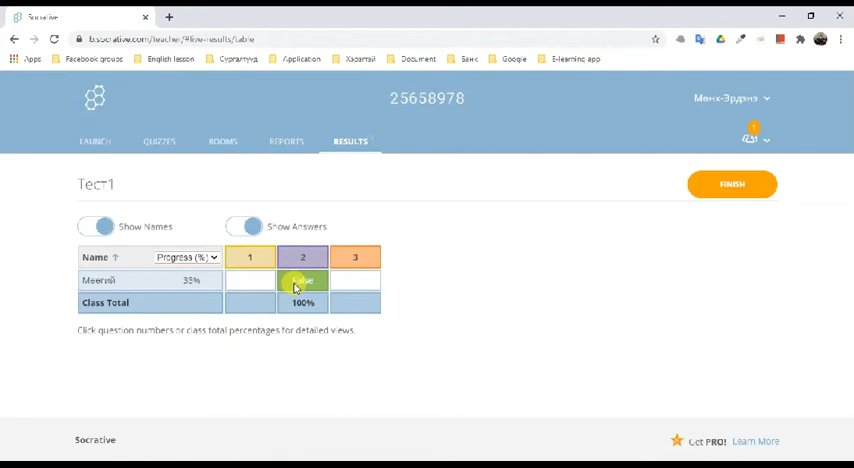 Socrative
b.socrative.com/teacher/#live-results/table
Apps Facebook groups English lesson Сургалтууд Application Хэрэгтэй Document Банк Google E-learning app
25658978
Мөнх-Эрдэнэ
1
LAUNCH QUIZZES ROOMS REPORTS RESULTS
Тест1
FINISH
Show Names Show Answers
Name ↑ Progress (%) 1 2 3
Мөөгий 33% False
Class Total 100%
Click question numbers or class total percentages for detailed views.
Socrative
Get PRO! Learn More